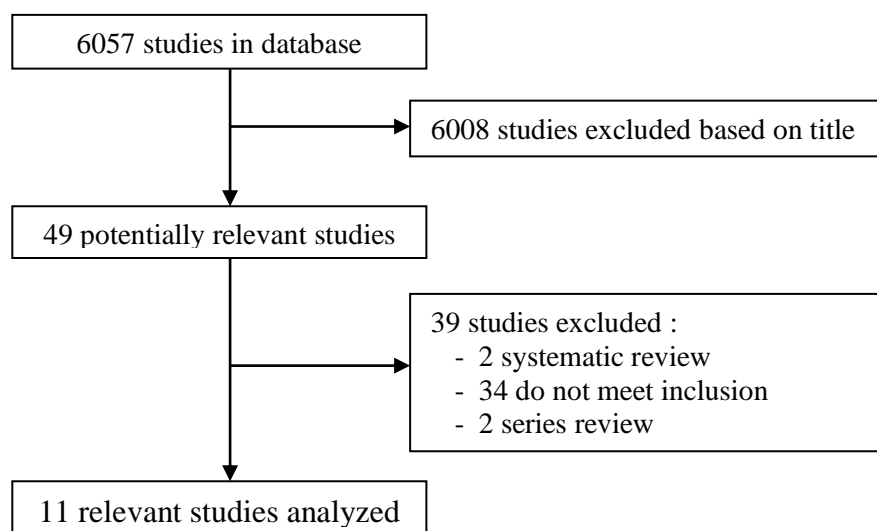 6057 studies in database
6008 studies excluded based on title
49 potentially relevant studies
39 studies excluded :
- 2 systematic review
- 34 do not meet inclusion
- 2 series review
11 relevant studies analyzed